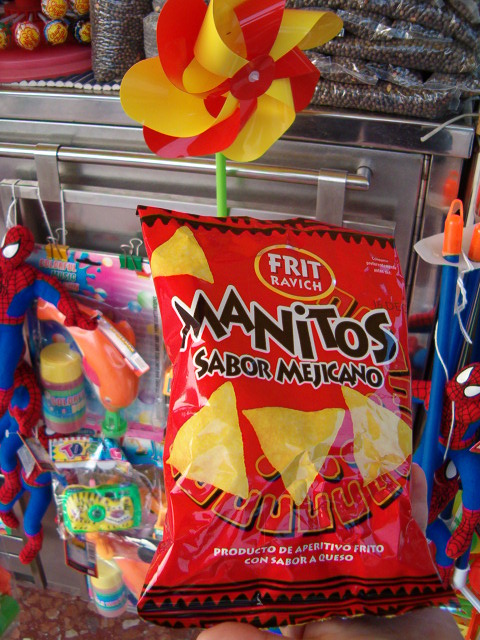 FRIT
RAVICH
MANiTOS
SABOR MEJICANO
PRODUCTO DE APERITIVO FRITO
CON SABOR A QUESO